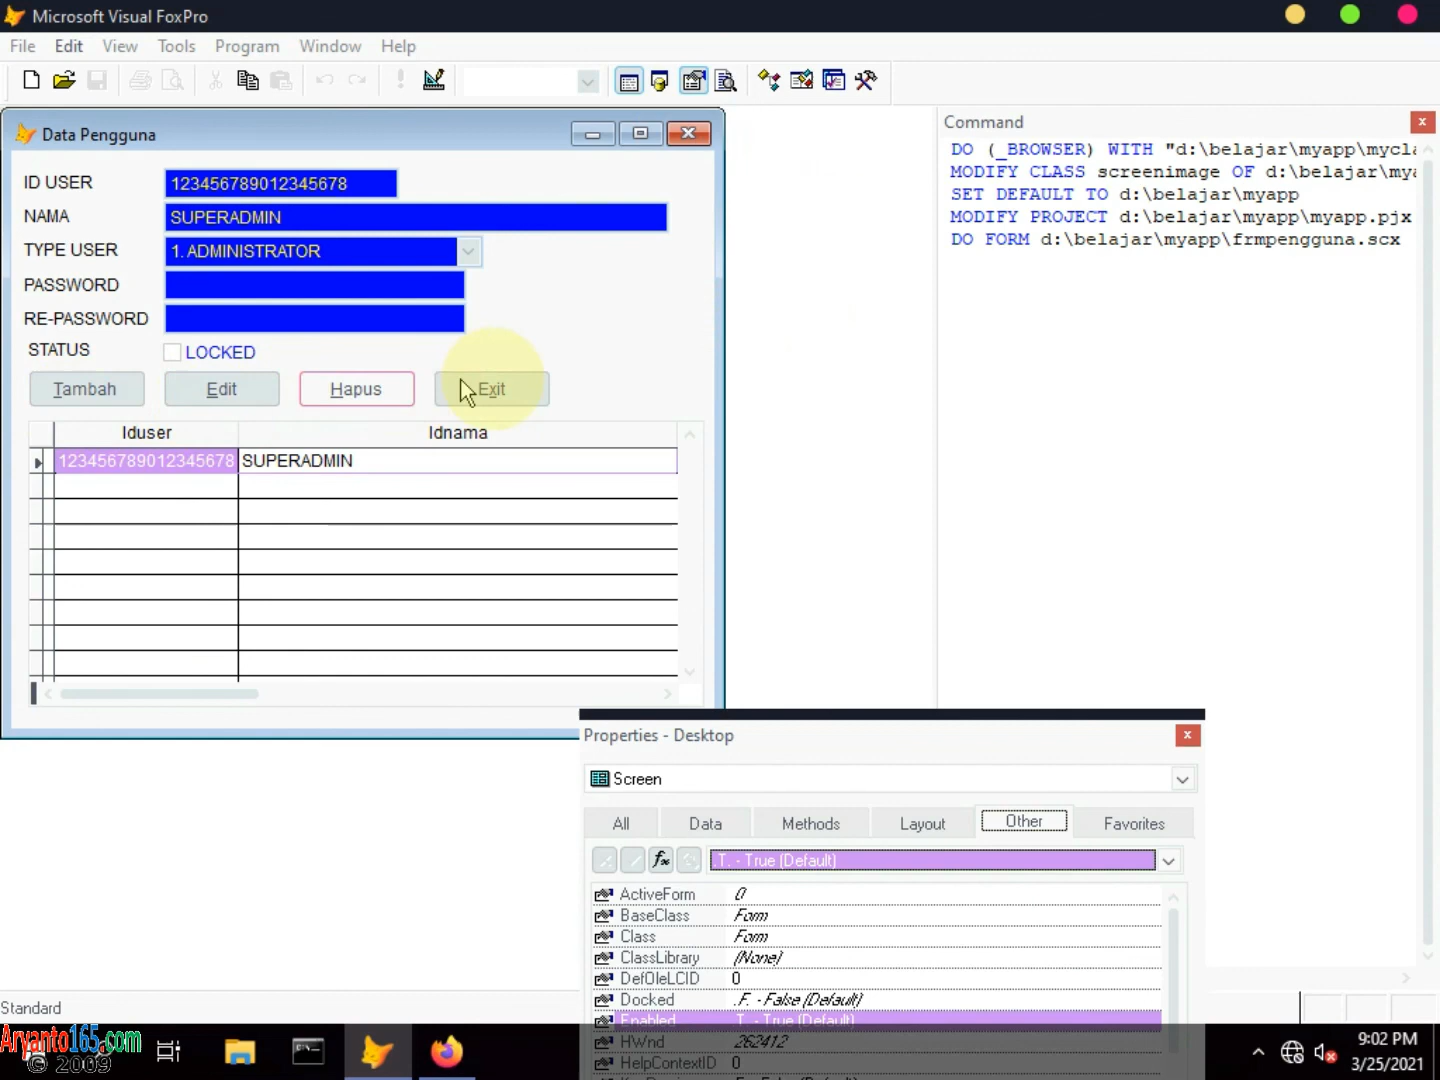 Microsoft Visual FoxPro
File Edit View Tools Program Window Help
Data Pengguna
ID USER 123456789012345678
NAMA SUPERADMIN
TYPE USER 1. ADMINISTRATOR
PASSWORD
RE-PASSWORD
STATUS LOCKED
Tambah Edit Hapus Exit
Iduser Idnama
123456789012345678 SUPERADMIN
Command
DO (_BROWSER) WITH "d:\belajar\myapp\mycla
MODIFY CLASS screenimage OF d:\belajar\mya
SET DEFAULT TO d:\belajar\myapp
MODIFY PROJECT d:\belajar\myapp\myapp.pjx
DO FORM d:\belajar\myapp\frmpengguna.scx
Properties - Desktop
Screen
All Data Methods Layout Other Favorites
.T. - True (Default)
ActiveForm 0
BaseClass Form
Class Form
ClassLibrary (None)
DefOleLCID 0
Docked .F. - False (Default)
Enabled .T. - True (Default)
HWnd 262412
HelpContextID 0
Standard
Aryanto165.com
© 2009
9:02 PM
3/25/2021